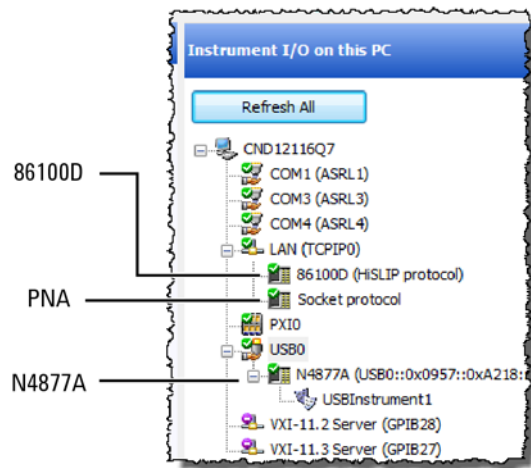 Instrument I/O on this PC
Refresh All
CND12116Q7
COM1 (ASRL1)
COM3 (ASRL3)
COM4 (ASRL4)
LAN (TCPIP0)
86100D
86100D (HiSLIP protocol)
PNA
Socket protocol
PXI0
USB0
N4877A
N4877A (USB0::0x0957::0xA218::
USBInstrument1
VXI-11.2 Server (GPIB28)
VXI-11.3 Server (GPIB27)